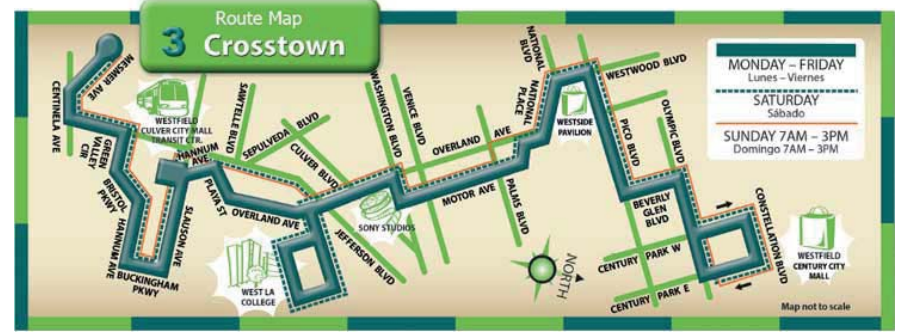 Route Map
3 Crosstown
MONDAY – FRIDAY
Lunes – Viernes
SATURDAY
Sábado
SUNDAY 7AM – 3PM
Domingo 7AM – 3PM
MESMER AVE
CENTINELA AVE
WESTFIELD
CULVER CITY MALL
TRANSIT CTR.
GREEN
VALLEY
CIR
BRISTOL
PKWY
HANNUM AVE
BUCKINGHAM
PKWY
SLAUSON AVE
HANNUM
AVE
PLAYA ST
SAWTELLE BLVD
SEPULVEDA BLVD
CULVER BLVD
OVERLAND AVE
WEST LA
COLLEGE
JEFFERSON BLVD
SONY STUDIOS
WASHINGTON BLVD
VENICE BLVD
OVERLAND AVE
MOTOR AVE
PALMS BLVD
NATIONAL
PLACE
NATIONAL
BLVD
WESTWOOD BLVD
WESTSIDE
PAVILION
PICO BLVD
OLYMPIC BLVD
BEVERLY
GLEN
BLVD
CENTURY PARK W
CENTURY PARK E
CONSTELLATION BLVD
WESTFIELD
CENTURY CITY
MALL
NORTH
Map not to scale